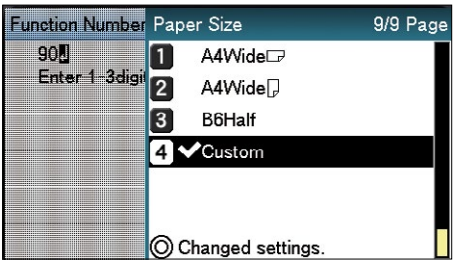 Function Number
Paper Size
9/9 Page
90
Enter 1-3digi
1 A4Wide
2 A4Wide
3 B6Half
4 ✔Custom
◎ Changed settings.